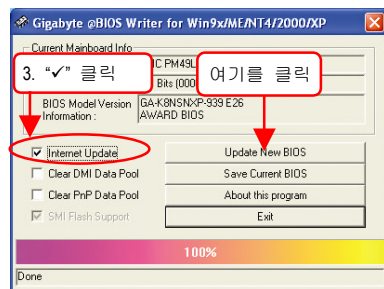 Gigabyte @BIOS Writer for Win9x/ME/NT4/2000/XP
Current Mainboard Info
3. “✓” 클릭
여기를 클릭
IC PM49L
Bits (000
BIOS Model Version Information :
GA-K8NSNXP-939 E26
AWARD BIOS
Internet Update
Update New BIOS
Clear DMI Data Pool
Save Current BIOS
Clear PnP Data Pool
About this program
SMI Flash Support
Exit
100%
Done